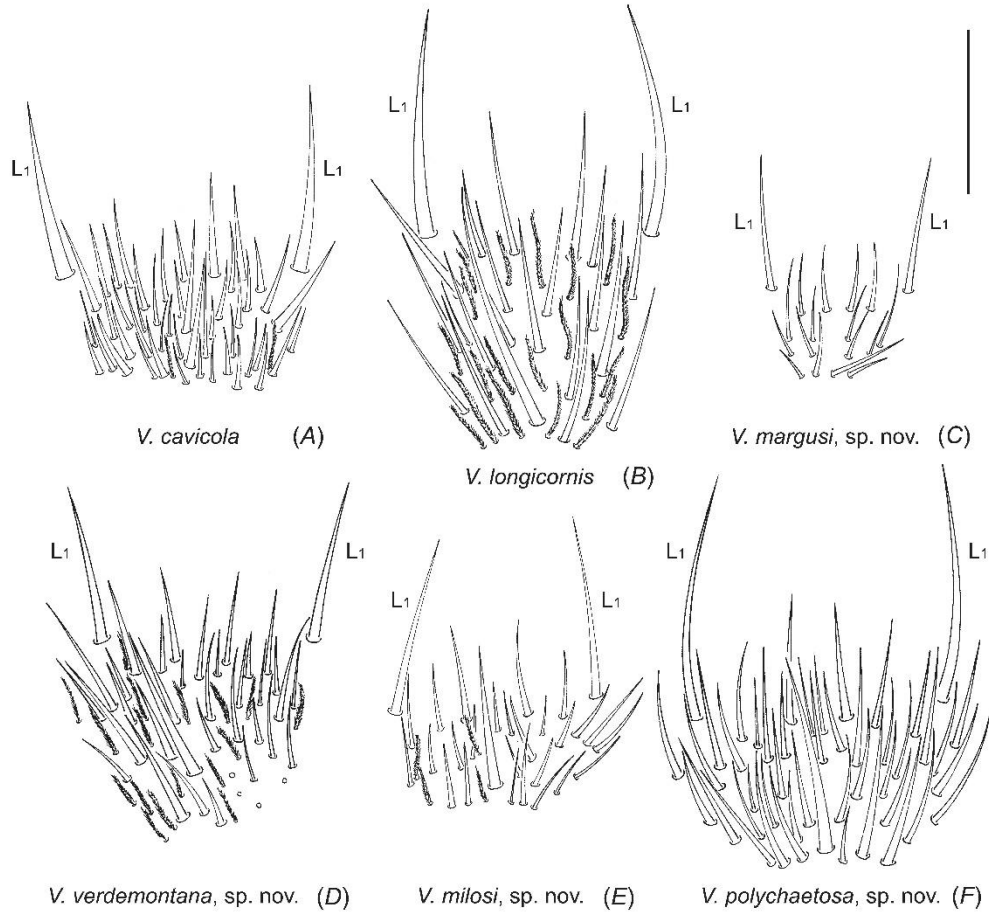 L1
L1
L1
L1
L1
L1
V. cavicola (A)
V. longicornis (B)
V. margusi, sp. nov. (C)
L1
L1
L1
L1
L1
L1
V. verdemontana, sp. nov. (D)
V. milosi, sp. nov. (E)
V. polychaetosa, sp. nov. (F)